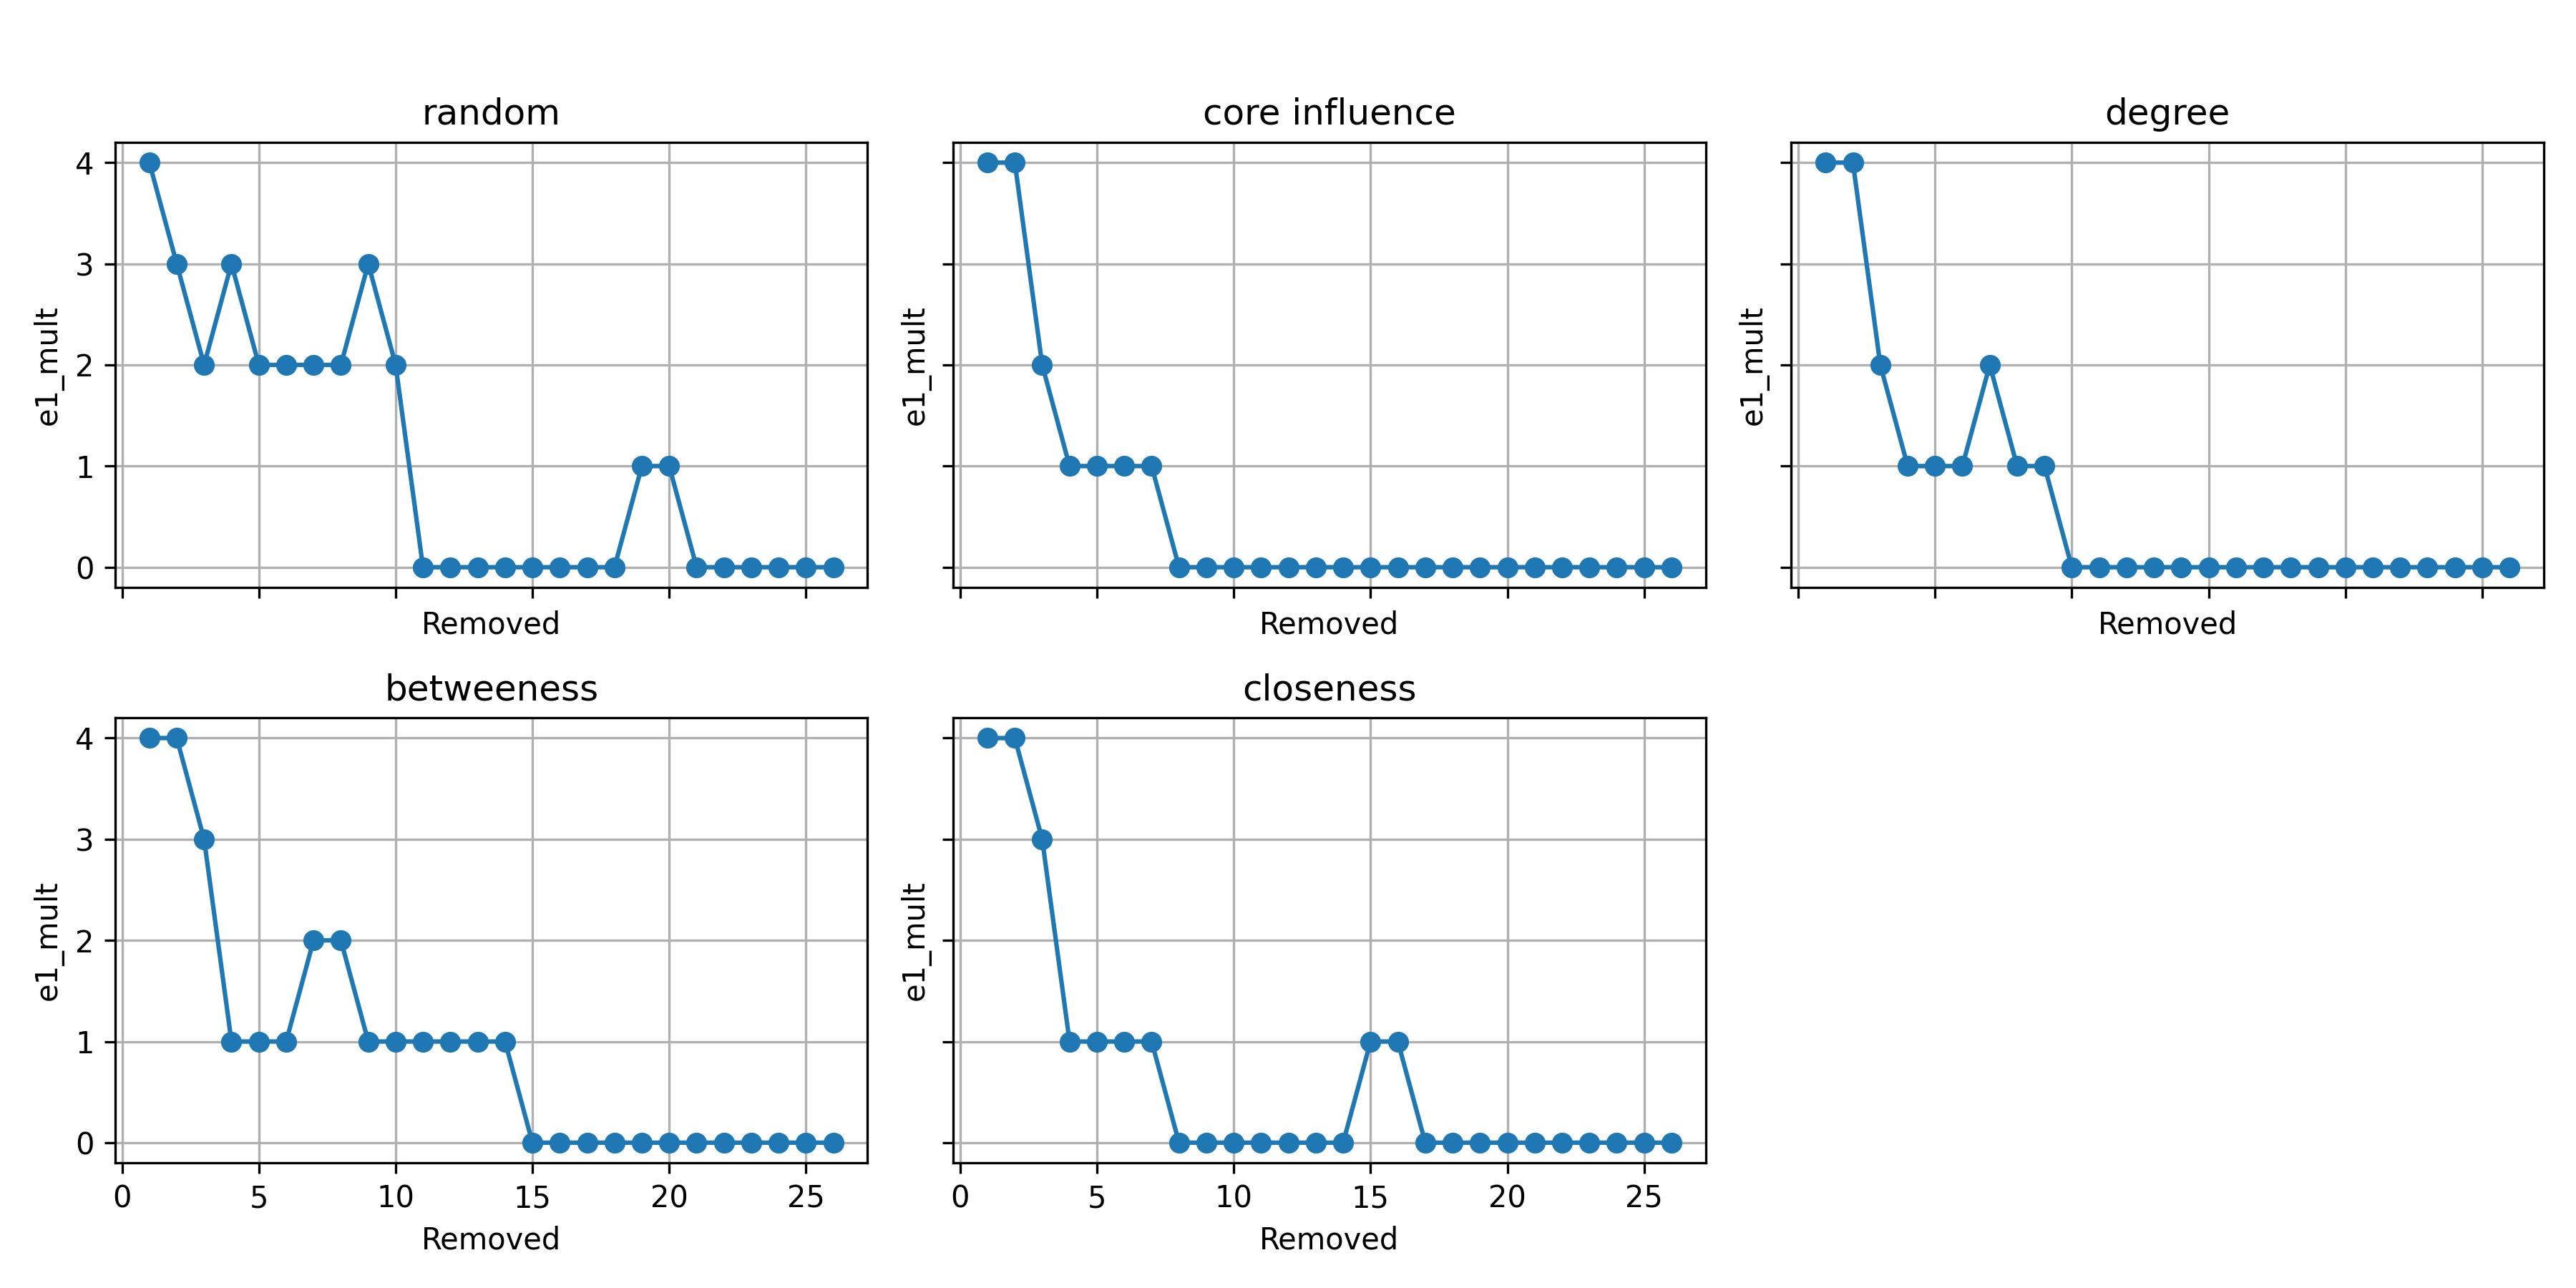 random
core influence
degree
4
3
2
1
0
e1_mult
e1_mult
e1_mult
Removed
Removed
Removed
betweeness
closeness
4
3
2
1
0
e1_mult
e1_mult
0 5 10 15 20 25
0 5 10 15 20 25
Removed
Removed